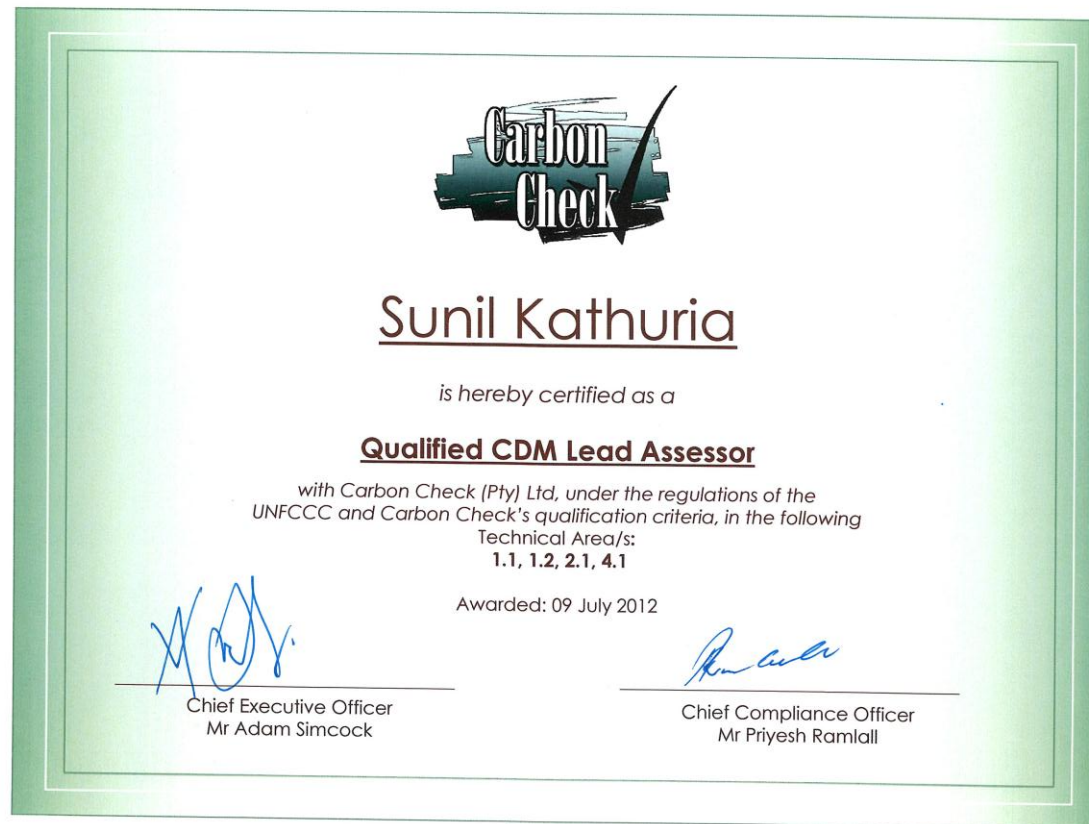 Carbon
Check
Sunil Kathuria
is hereby certified as a
Qualified CDM Lead Assessor
with Carbon Check (Pty) Ltd, under the regulations of the
UNFCCC and Carbon Check's qualification criteria, in the following
Technical Area/s:
1.1, 1.2, 2.1, 4.1
Awarded: 09 July 2012
Chief Executive Officer
Mr Adam Simcock
Chief Compliance Officer
Mr Priyesh Ramlall